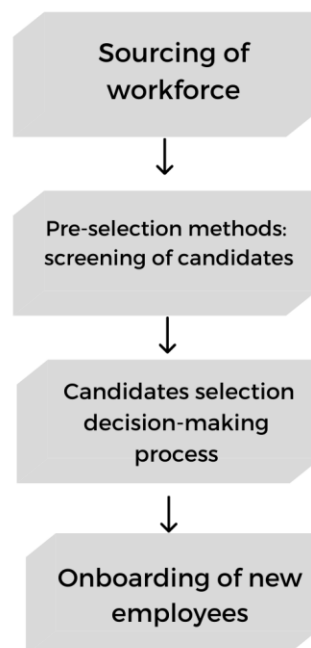 Sourcing of
workforce
Pre-selection methods:
screening of candidates
Candidates selection
decision-making
process
Onboarding of new
employees